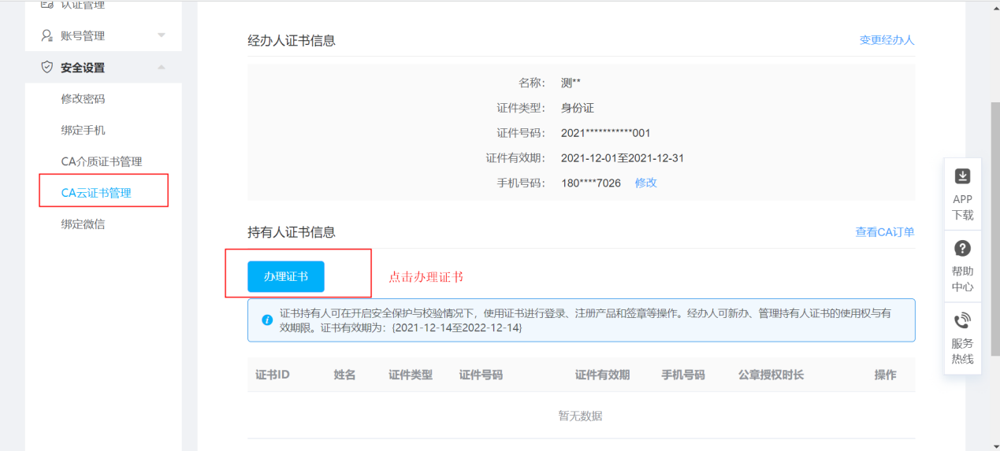 认证管理
账号管理
安全设置
修改密码
绑定手机
CA介质证书管理
CA云证书管理
绑定微信
经办人证书信息
变更经办人
名称： 测**
证件类型： 身份证
证件号码： 2021***********001
证件有效期： 2021-12-01至2021-12-31
手机号码： 180****7026 修改
持有人证书信息
查看CA订单
办理证书
点击办理证书
证书持有人可在开启安全保护与校验情况下，使用证书进行登录、注册产品和签章等操作。经办人可新办、管理持有人证书的使用权与有
效期限。证书有效期为：{2021-12-14至2022-12-14}
证书ID 姓名 证件类型 证件号码 证件有效期 手机号码 公章授权时长 操作
暂无数据
APP
下载
帮助
中心
服务
热线